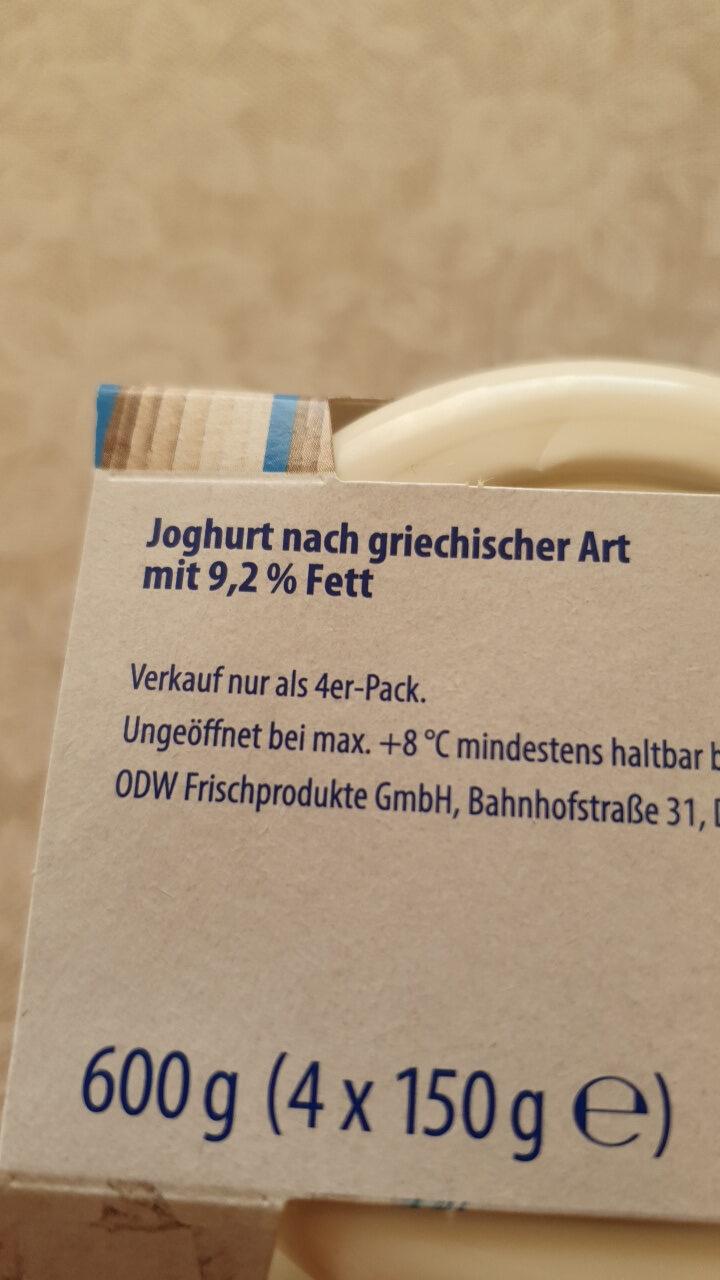 Joghurt nach griechischer Art
mit 9,2 % Fett
Verkauf nur als 4er-Pack.
Ungeöffnet bei max. +8 °C mindestens haltbar
ODW Frischprodukte GmbH, Bahnhofstraße 31,
600 g (4 x 150 g ℮)